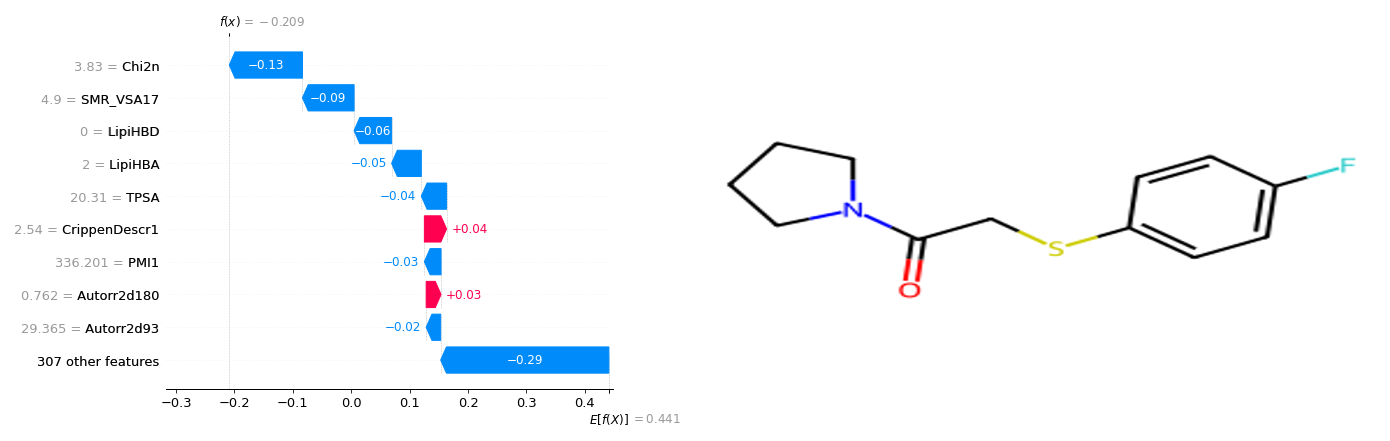 f(x) = −0.209
3.83 = Chi2n −0.13
4.9 = SMR_VSA17 −0.09
0 = LipiHBD −0.06
2 = LipiHBA −0.05
20.31 = TPSA −0.04
2.54 = CrippenDescr1 +0.04
336.201 = PMI1 −0.03
0.762 = Autorr2d180 +0.03
29.365 = Autorr2d93 −0.02
307 other features −0.29
−0.3 −0.2 −0.1 0.0 0.1 0.2 0.3 0.4
E[f(X)] = 0.441
F
N
S
O